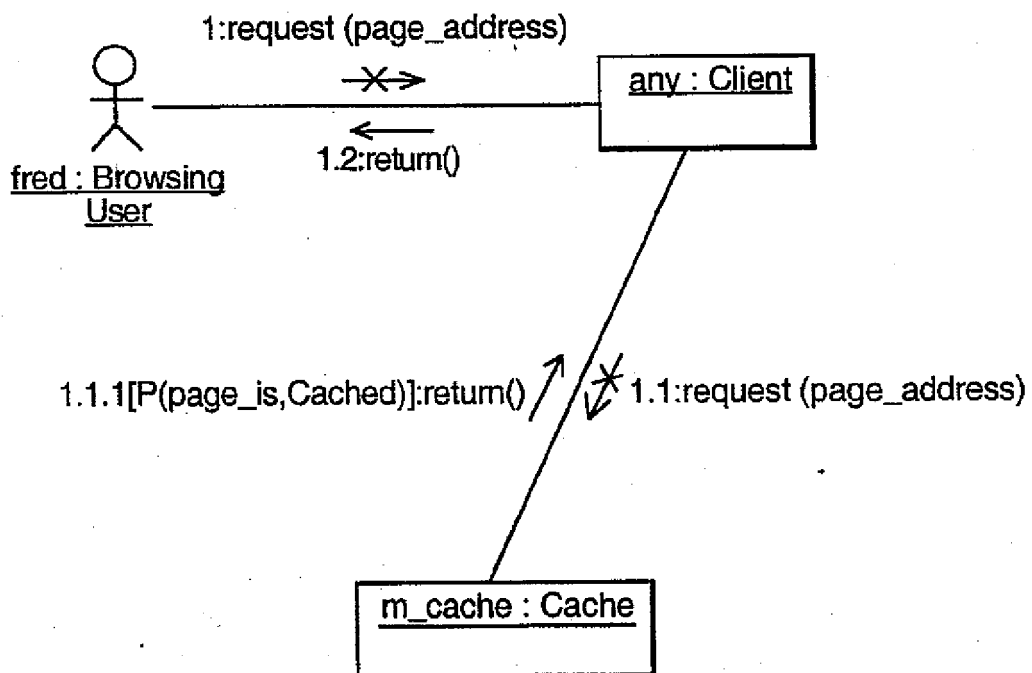 1:request (page_address)
any : Client
1.2:return()
fred : Browsing
User
1.1.1[P(page_is,Cached)]:return()
1.1:request (page_address)
m_cache : Cache